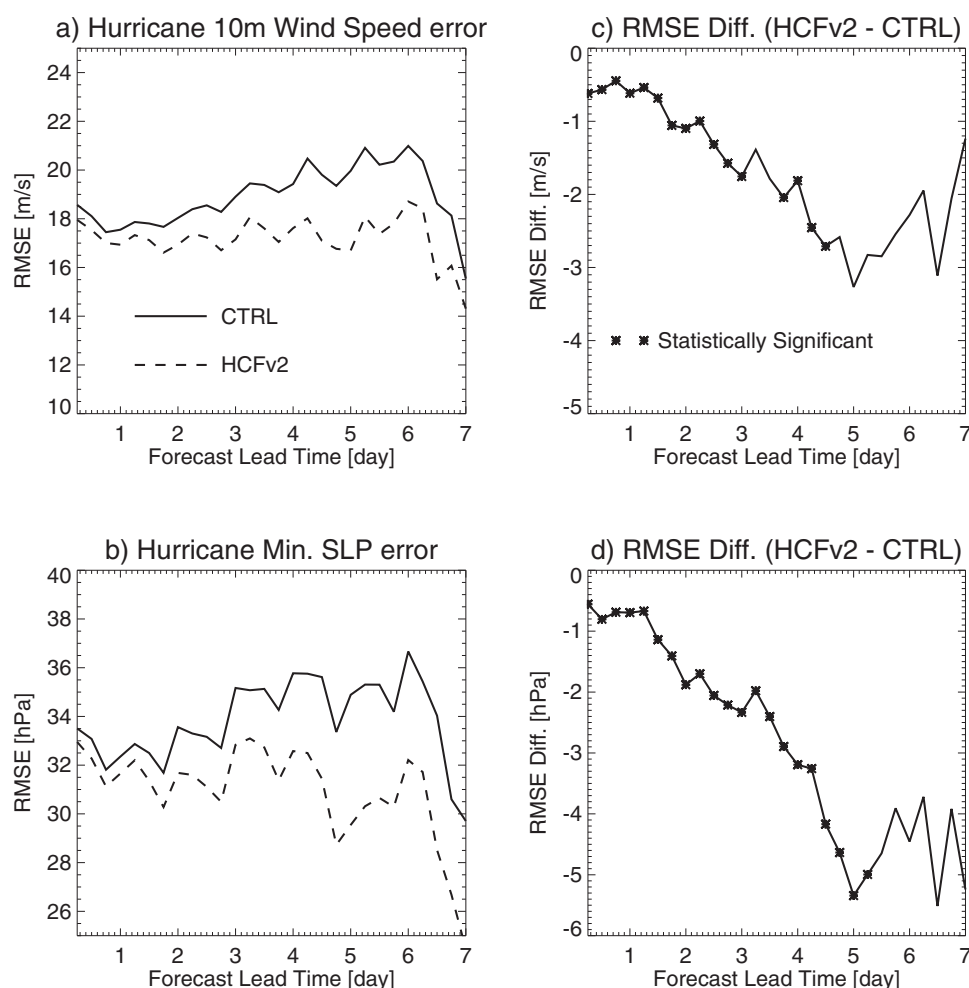 a) Hurricane 10m Wind Speed error
24
22
20
18
16
14
12
10
RMSE [m/s]
CTRL
HCFv2
1 2 3 4 5 6 7
Forecast Lead Time [day]
c) RMSE Diff. (HCFv2 - CTRL)
0
-1
-2
-3
-4
-5
RMSE Diff. [m/s]
Statistically Significant
1 2 3 4 5 6 7
Forecast Lead Time [day]
b) Hurricane Min. SLP error
40
38
36
34
32
30
28
26
RMSE [hPa]
1 2 3 4 5 6 7
Forecast Lead Time [day]
d) RMSE Diff. (HCFv2 - CTRL)
0
-1
-2
-3
-4
-5
-6
RMSE Diff. [hPa]
1 2 3 4 5 6 7
Forecast Lead Time [day]